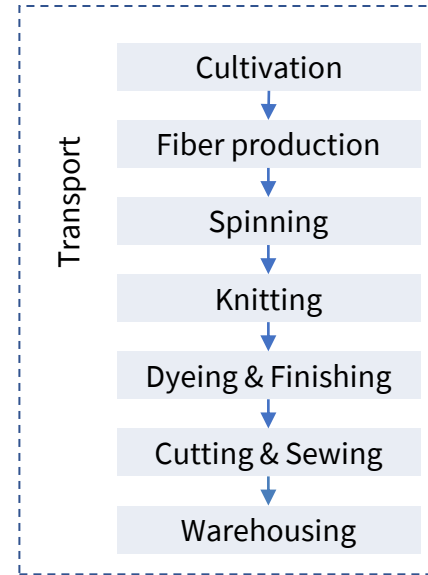 Cultivation
Fiber production
Transport
Spinning
Knitting
Dyeing & Finishing
Cutting & Sewing
Warehousing